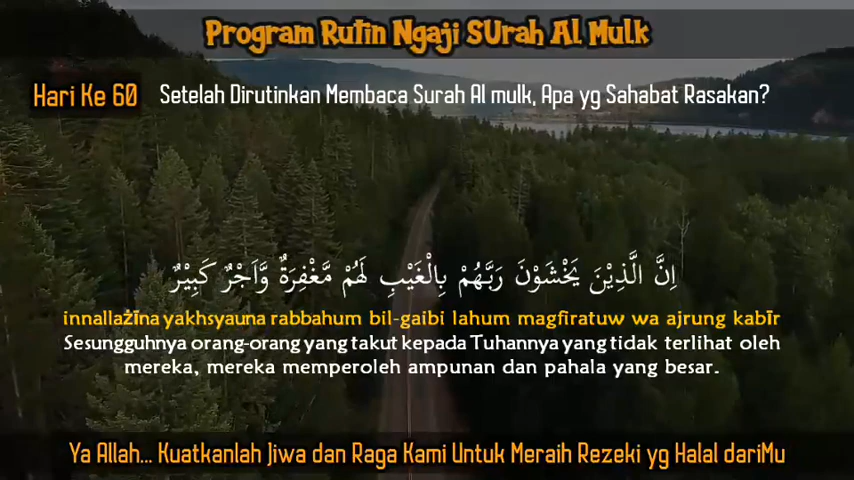 Program Rutin Ngaji SUrah Al Mulk
Hari Ke 60
Setelah Dirutinkan Membaca Surah Al mulk, Apa yg Sahabat Rasakan?
اِنَّ الَّذِيْنَ يَخْشَوْنَ رَبَّهُمْ بِالْغَيْبِ لَهُمْ مَّغْفِرَةٌ وَّاَجْرٌ كَبِيْرٌ
innallażīna yakhsyauna rabbahum bil-gaibi lahum magfiratuw wa ajrung kabīr
Sesungguhnya orang-orang yang takut kepada Tuhannya yang tidak terlihat oleh
mereka, mereka memperoleh ampunan dan pahala yang besar.
Ya Allah... Kuatkanlah Jiwa dan Raga Kami Untuk Meraih Rezeki yg Halal dariMu